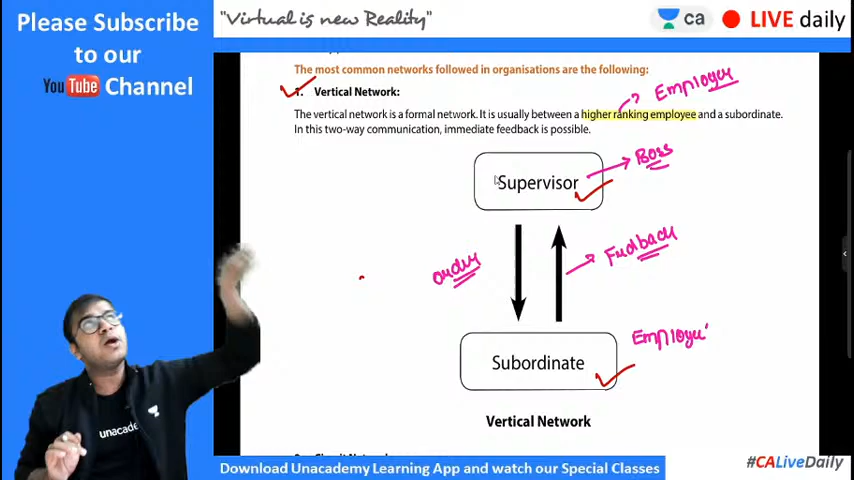 Please Subscribe
to our
YouTube Channel
"Virtual is new Reality"
ca
LIVE daily
The most common networks followed in organisations are the following:
1. Vertical Network:
Employer
The vertical network is a formal network. It is usually between a higher ranking employee and a subordinate.
In this two-way communication, immediate feedback is possible.
Boss
Supervisor
Order
Feedback
Employee
Subordinate
Vertical Network
unacade
Download Unacademy Learning App and watch our Special Classes
#CALiveDaily